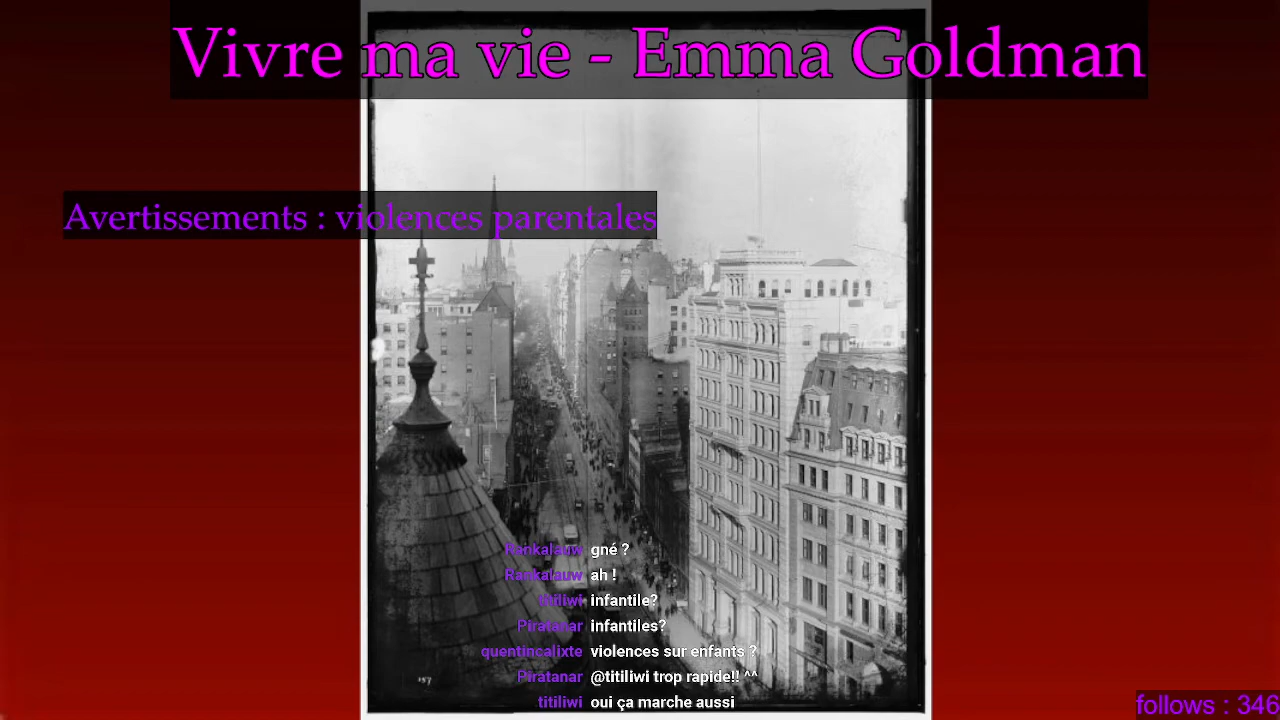 Vivre ma vie - Emma Goldman
Avertissements : violences parentales
Rankalauw gné ?
Rankalauw ah !
titiliwi infantile?
Piratanar infantiles?
quentincalixte violences sur enfants ?
Piratanar @titiliwi trop rapide!! ^^
titiliwi oui ça marche aussi
157
follows : 346